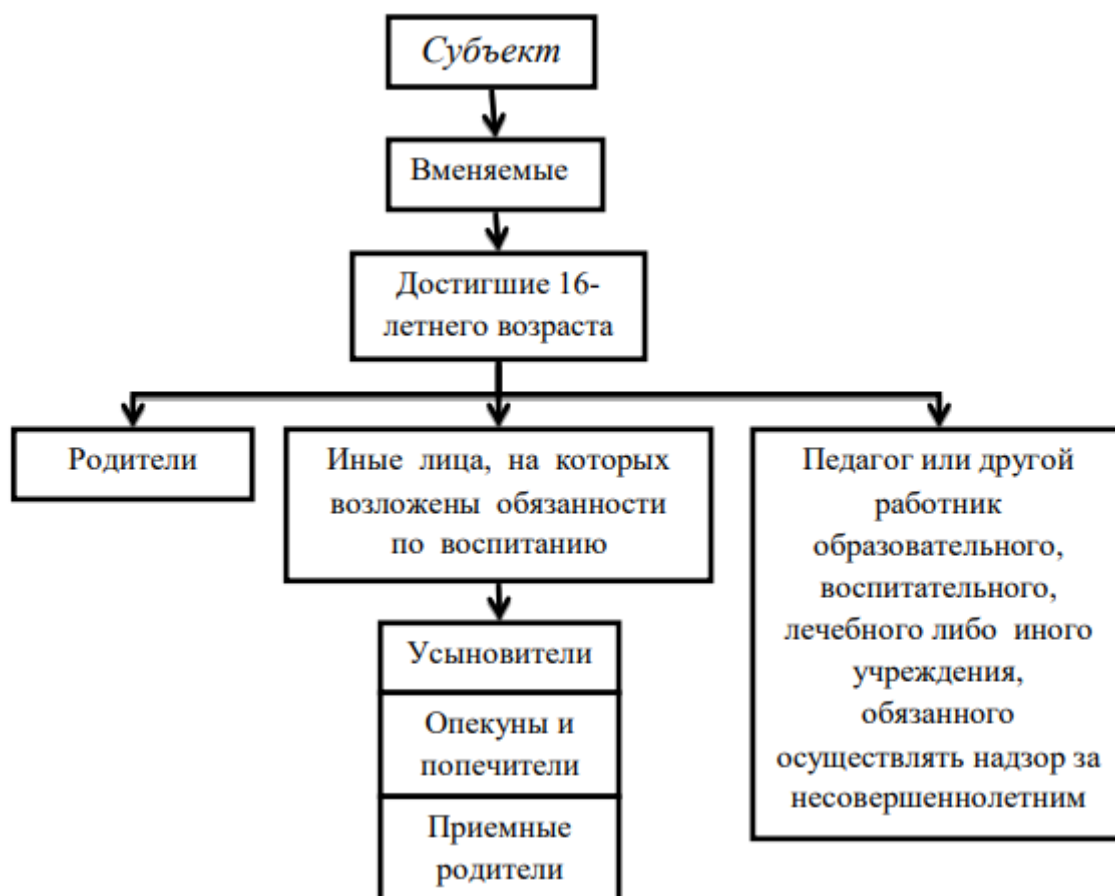 Субъект
Вменяемые
Достигшие 16-
летнего возраста
Родители
Иные лица, на которых
возложены обязанности
по воспитанию
Усыновители
Опекуны и
попечители
Приемные
родители
Педагог или другой
работник
образовательного,
воспитательного,
лечебного либо иного
учреждения,
обязанного
осуществлять надзор за
несовершеннолетним